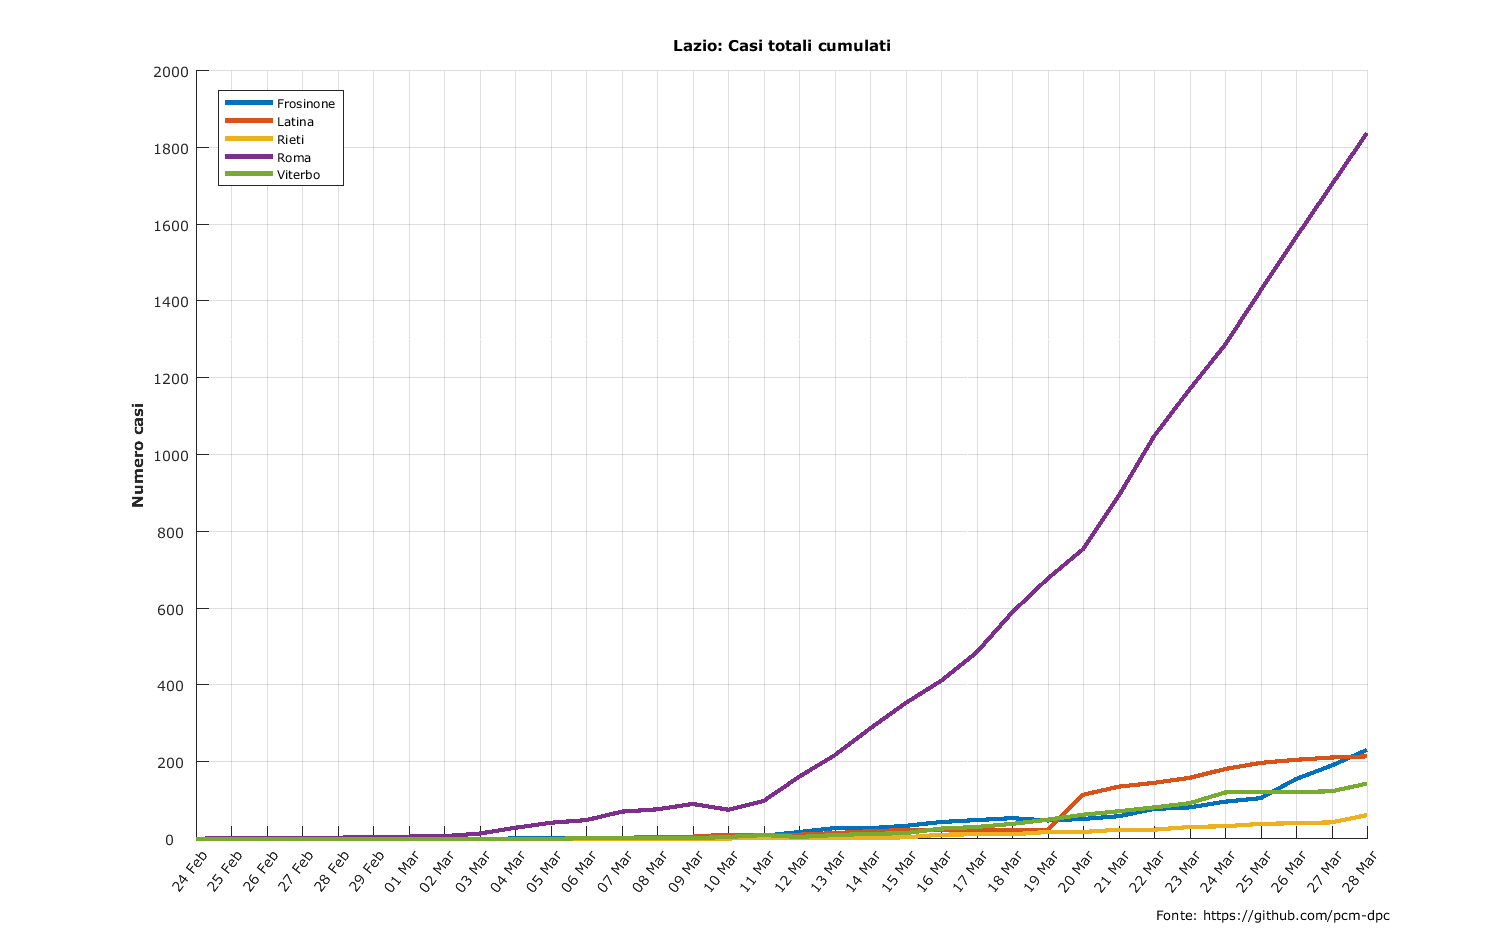 Lazio: Casi totali cumulati
2000
1800
1600
1400
1200
1000
800
600
400
200
0
Numero casi
Frosinone
Latina
Rieti
Roma
Viterbo
24 Feb
25 Feb
26 Feb
27 Feb
28 Feb
29 Feb
01 Mar
02 Mar
03 Mar
04 Mar
05 Mar
06 Mar
07 Mar
08 Mar
09 Mar
10 Mar
11 Mar
12 Mar
13 Mar
14 Mar
15 Mar
16 Mar
17 Mar
18 Mar
19 Mar
20 Mar
21 Mar
22 Mar
23 Mar
24 Mar
25 Mar
26 Mar
27 Mar
28 Mar
Fonte: https://github.com/pcm-dpc